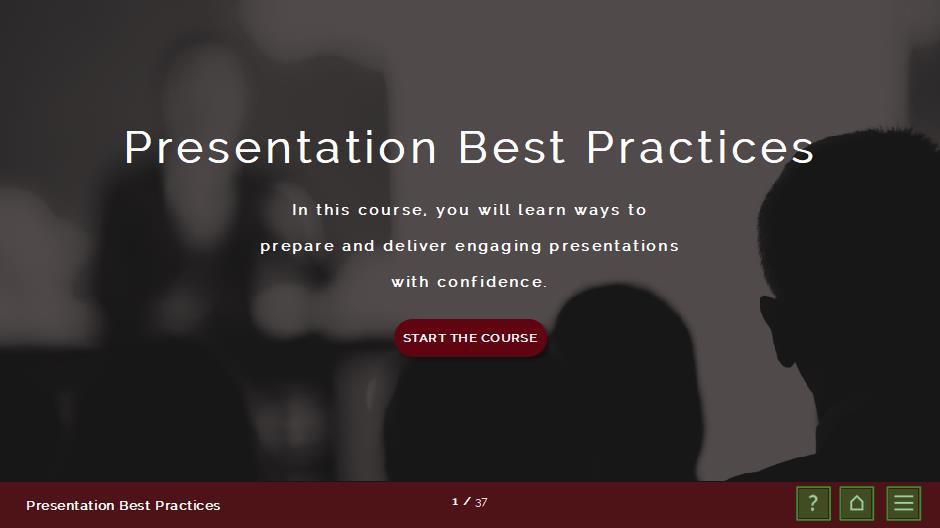 Presentation Best Practices
In this course, you will learn ways to
prepare and deliver engaging presentations
with confidence.
START THE COURSE
Presentation Best Practices
1 / 37
?